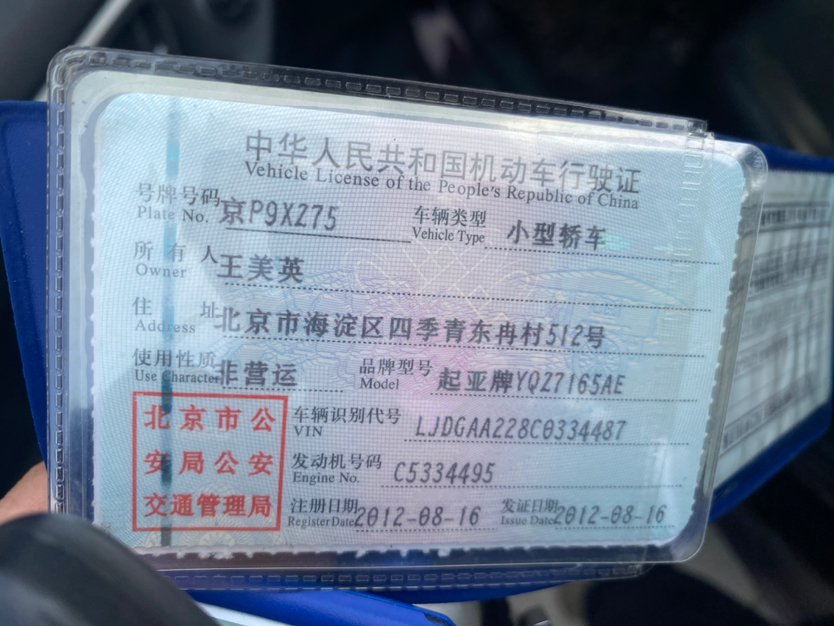 中华人民共和国机动车行驶证
Vehicle License of the People's Republic of China
号牌号码 京P9XZ75 车辆类型 小型轿车
Plate No. Vehicle Type
所有人 王美英
Owner
住址 北京市海淀区四季青东冉村512号
Address
使用性质 非营运 品牌型号 起亚牌YQZ7165AE
Use Character Model
北京市公 车辆识别代号 LJDGAA228C0334487
VIN
安局公安 发动机号码 C5334495
Engine No.
交通管理局 注册日期 2012-08-16 发证日期 2012-08-16
Register Date Issue Date